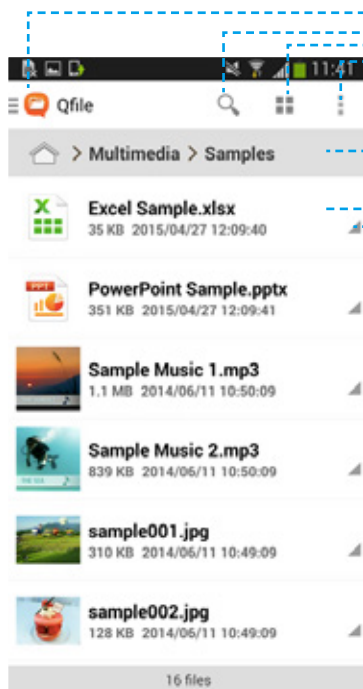 11:41
Qfile
> Multimedia > Samples
Excel Sample.xlsx
35 KB 2015/04/27 12:09:40
PowerPoint Sample.pptx
351 KB 2015/04/27 12:09:41
Sample Music 1.mp3
1.1 MB 2014/06/11 10:50:09
Sample Music 2.mp3
839 KB 2014/06/11 10:50:09
sample001.jpg
310 KB 2014/06/11 10:49:09
sample002.jpg
128 KB 2014/06/11 10:49:09
16 files